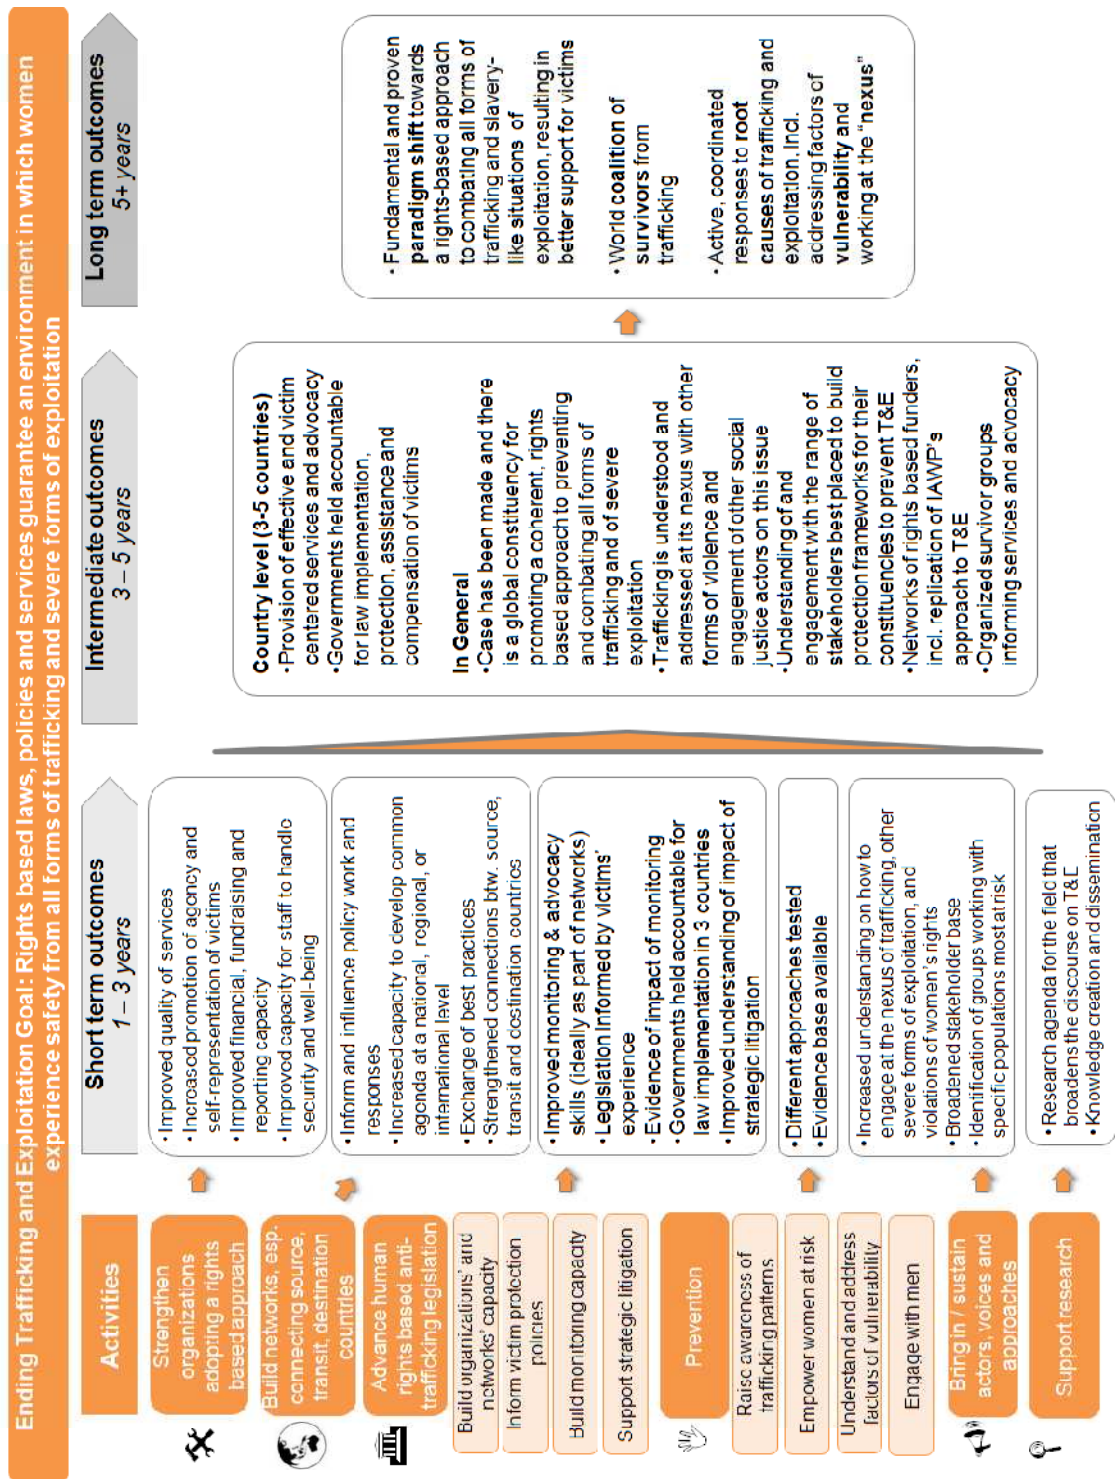 Ending Trafficking and Exploitation Goal: Rights based laws, policies and services guarantee an environment in which women
experience safety from all forms of trafficking and severe forms of exploitation
Activities
Short term outcomes
1 – 3 years
Intermediate outcomes
3 – 5 years
Long term outcomes
5+ years
Strengthen
organizations
adopting a rights
based approach
Build networks, esp.
connecting source,
transit, destination
countries
Advance human
rights based anti-
trafficking legislation
Build organizations' and
networks' capacity
Inform victim protection
policies
Build monitoring capacity
Support strategic litigation
Prevention
Raise awareness of
trafficking patterns
Empower women at risk
Understand and address
factors of vulnerability
Engage with men
Bring in / sustain
actors, voices and
approaches
Support research
• Improved quality of services
• Increased promotion of agency and
self-representation of victims
• Improved financial, fundraising and
reporting capacity
• Improved capacity for staff to handle
security and well-being
• Inform and influence policy work and
responses
• Increased capacity to develop common
agenda at a national, regional, or
international level
• Exchange of best practices
• Strengthened connections btw. source,
transit and destination countries
• Improved monitoring & advocacy
skills (ideally as part of networks)
• Legislation Informed by victims'
experience
• Evidence of impact of monitoring
• Governments held accountable for
law implementation in 3 countries
• Improved understanding of impact of
strategic litigation
• Different approaches tested
• Evidence base available
• Increased understanding on how to
engage at the nexus of trafficking, other
severe forms of exploitation, and
violations of women's rights
• Broadened stakeholder base
• Identification of groups working with
specific populations most at risk
• Research agenda for the field that
broadens the discourse on T&E
• Knowledge creation and dissemination
Country level (3-5 countries)
• Provision of effective and victim
centered services and advocacy
• Governments held accountable
for law implementation,
protection, assistance and
compensation of victims
In General
• Case has been made and there
is a global constituency for
promoting a coherent, rights
based approach to preventing
and combating all forms of
trafficking and of severe
exploitation
• Trafficking is understood and
addressed at its nexus with other
forms of violence and
engagement of other social
justice actors on this issue
• Understanding of and
engagement with the range of
stakeholders best placed to build
protection frameworks for their
constituencies to prevent T&E
• Networks of rights based funders,
incl. replication of IAWP's
approach to T&E
• Organized survivor groups
informing services and advocacy
• Fundamental and proven
paradigm shift towards
a rights-based approach
to combating all forms of
trafficking and slavery-
like situations of
exploitation, resulting in
better support for victims
• World coalition of
survivors from
trafficking
• Active, coordinated
responses to root
causes of trafficking and
exploitation. Incl.
addressing factors of
vulnerability and
working at the "nexus"